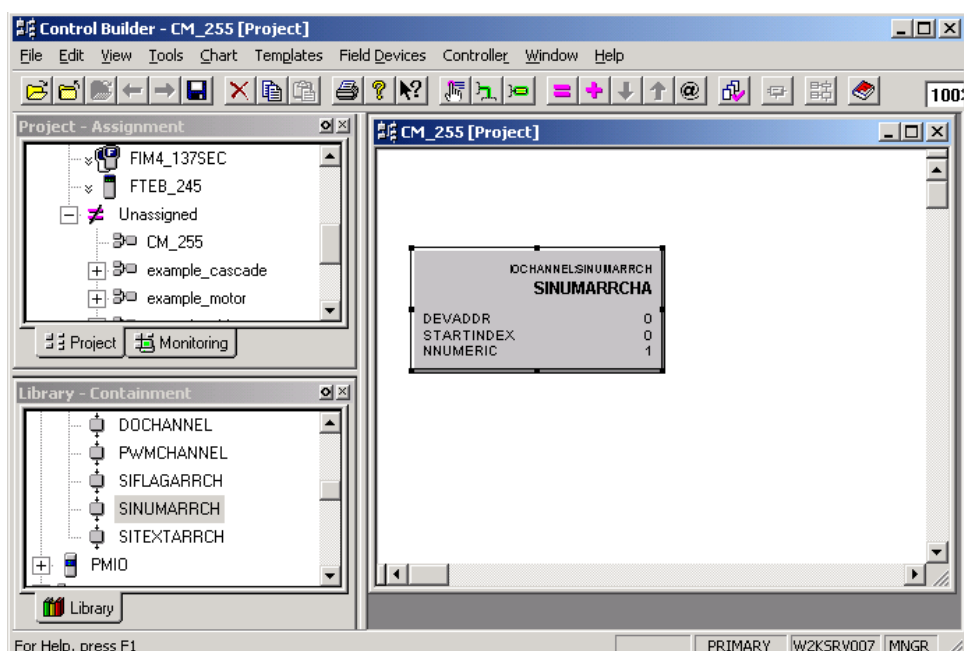 Control Builder - CM_255 [Project]
File Edit View Tools Chart Templates Field Devices Controller Window Help
100
Project - Assignment
FIM4_137SEC
FTEB_245
Unassigned
CM_255
example_cascade
example_motor
Project Monitoring
Library - Containment
DOCHANNEL
PWMCHANNEL
SIFLAGARRCH
SINUMARRCH
SITEXTARRCH
PMIO
Library
CM_255 [Project]
IOCHANNEL:SINUMARRCH
SINUMARRCHA
DEVADDR 0
STARTINDEX 0
NNUMERIC 1
For Help, press F1
PRIMARY W2KSRV007 MNGR